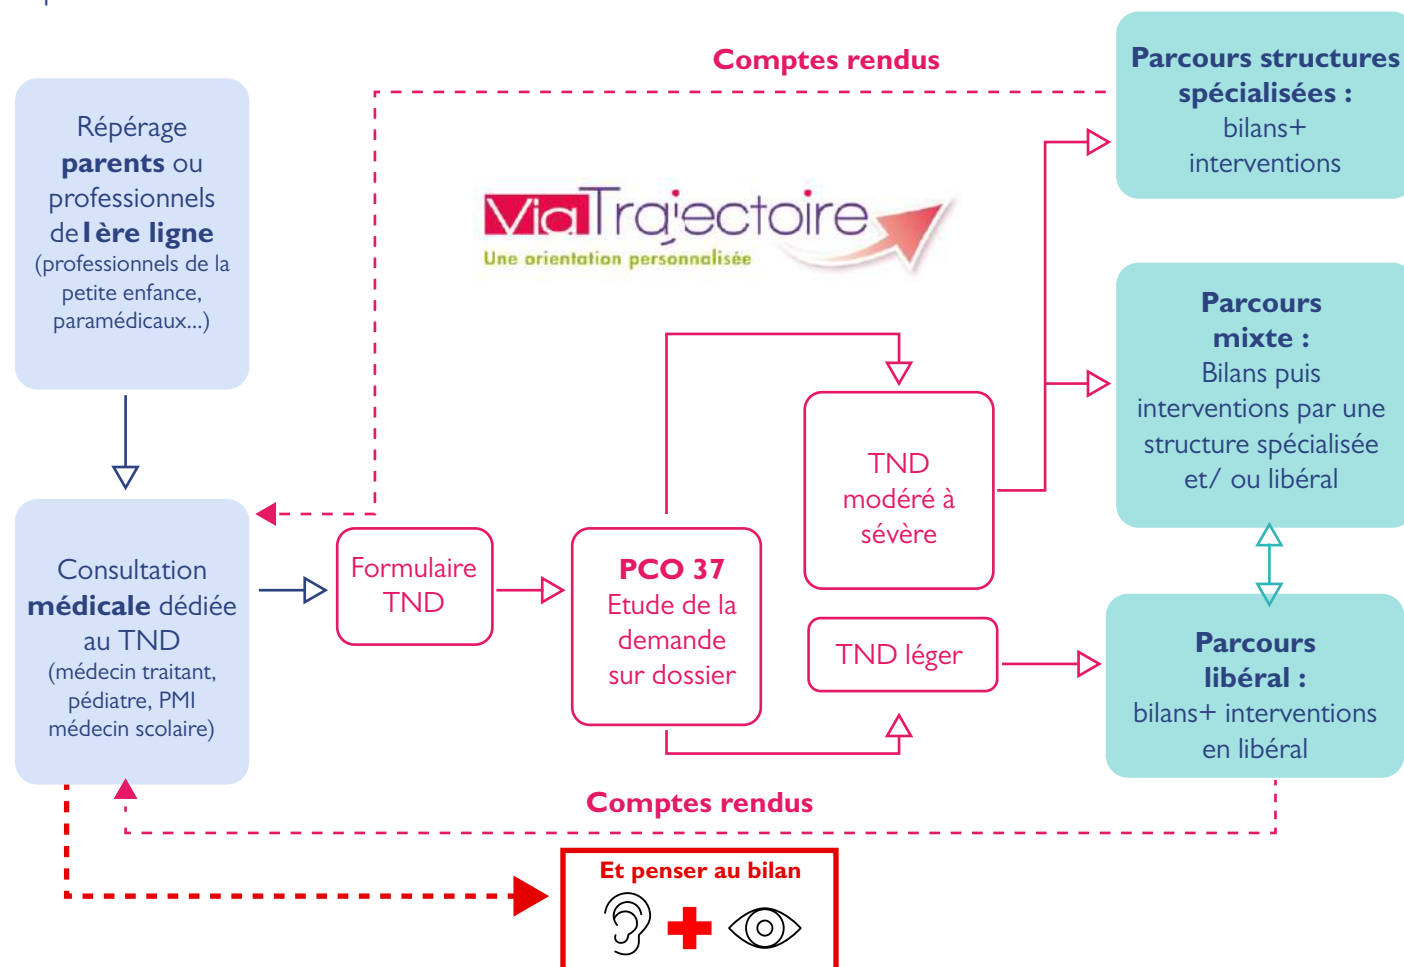 Répérage
parents ou
professionnels
de 1ère ligne
(professionnels de la
petite enfance,
paramédicaux...)
Consultation
médicale dédiée
au TND
(médecin traitant,
pédiatre, PMI
médecin scolaire)
Comptes rendus
ViaTrajectoire
Une orientation personnalisée
Formulaire
TND
PCO 37
Etude de la
demande
sur dossier
TND
modéré à
sévère
TND léger
Parcours structures
spécialisées :
bilans+
interventions
Parcours
mixte :
Bilans puis
interventions par une
structure spécialisée
et/ ou libéral
Parcours
libéral :
bilans+ interventions
en libéral
Comptes rendus
Et penser au bilan